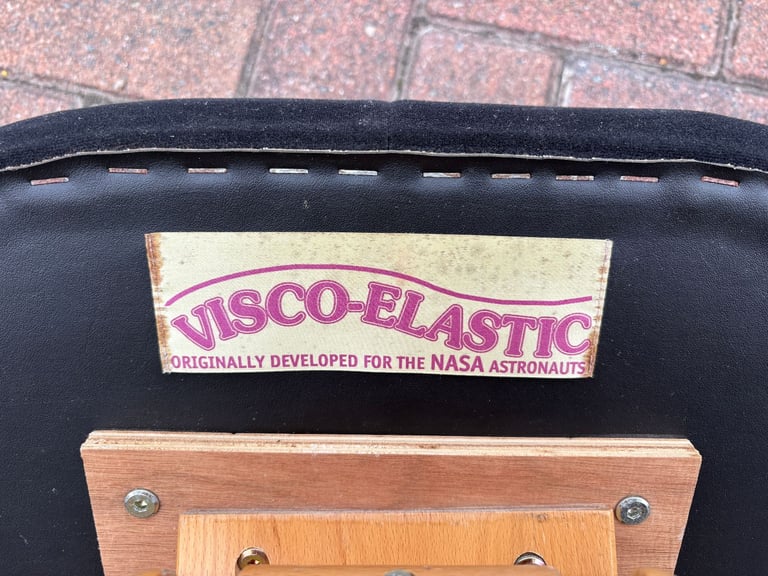 VISCO-ELASTIC
ORIGINALLY DEVELOPED FOR THE NASA ASTRONAUTS